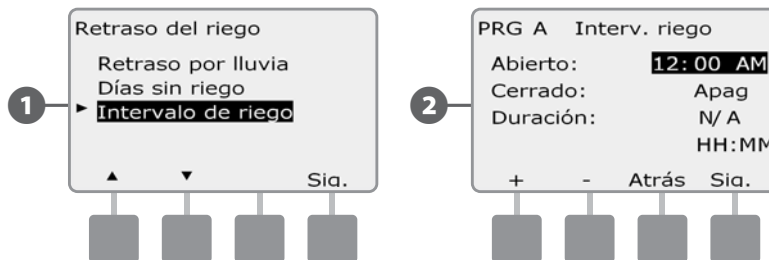 1
Retraso del riego
Retraso por lluvia
Días sin riego
► Intervalo de riego
▲ ▼ Sig.
2
PRG A Interv. riego
Abierto: 12:00 AM
Cerrado: Apag
Duración: N/A
HH:MM
+ - Atrás Sig.